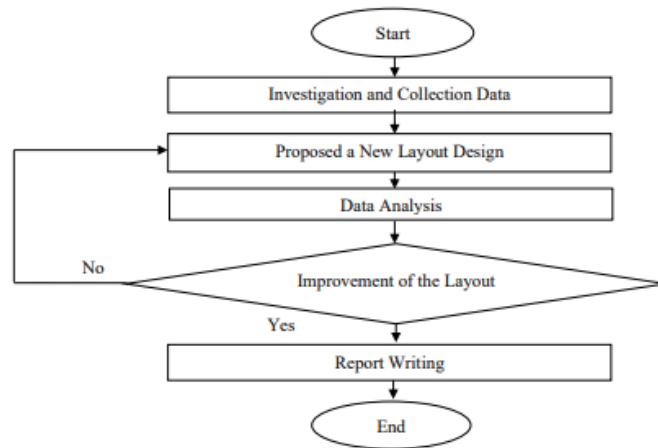 Start
Investigation and Collection Data
Proposed a New Layout Design
Data Analysis
No
Improvement of the Layout
Yes
Report Writing
End